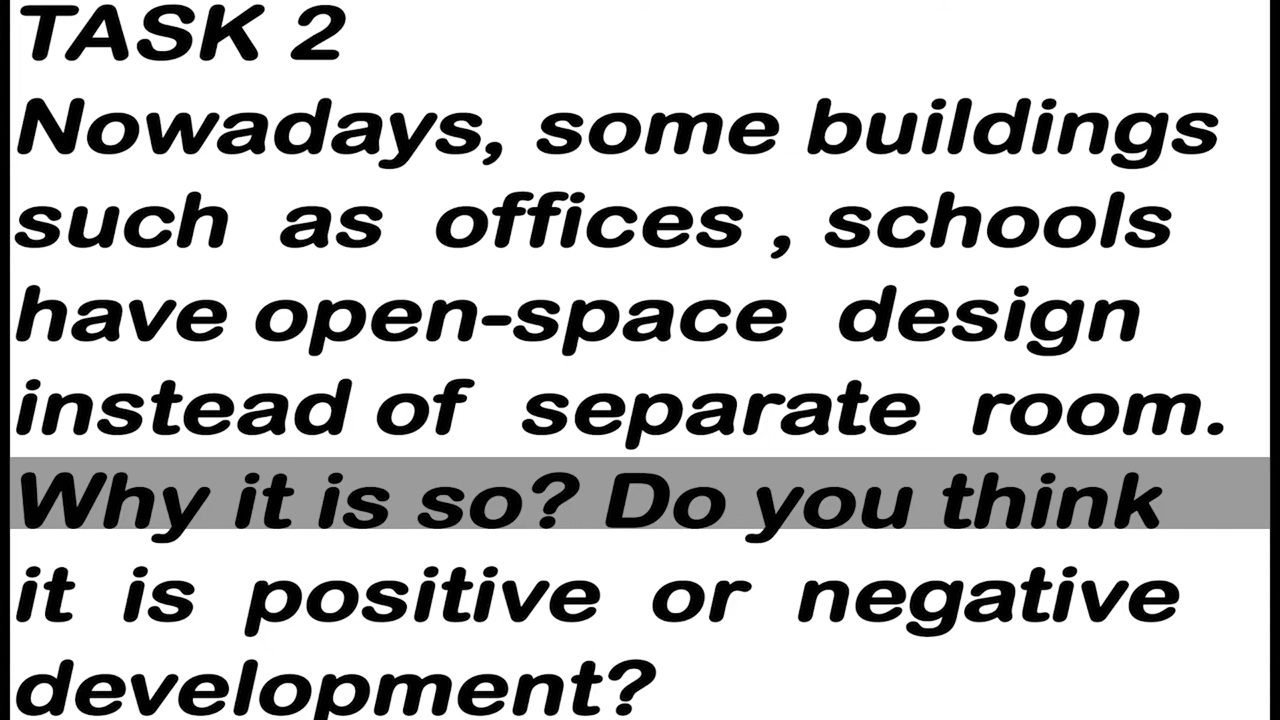 TASK 2
Nowadays, some buildings
such as offices , schools
have open-space design
instead of separate room.
Why it is so? Do you think
it is positive or negative
development?